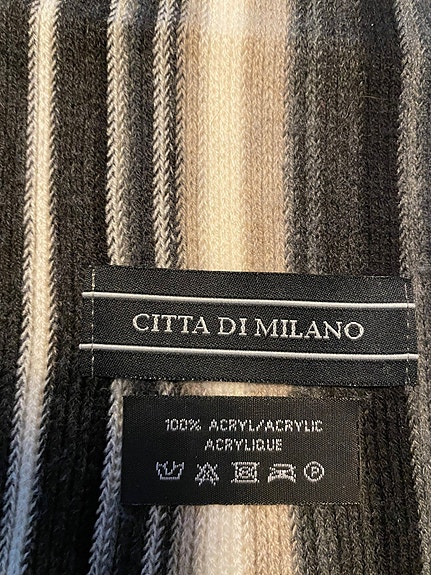 CITTA DI MILANO
100% ACRYL/ACRYLIC
ACRYLIQUE
P